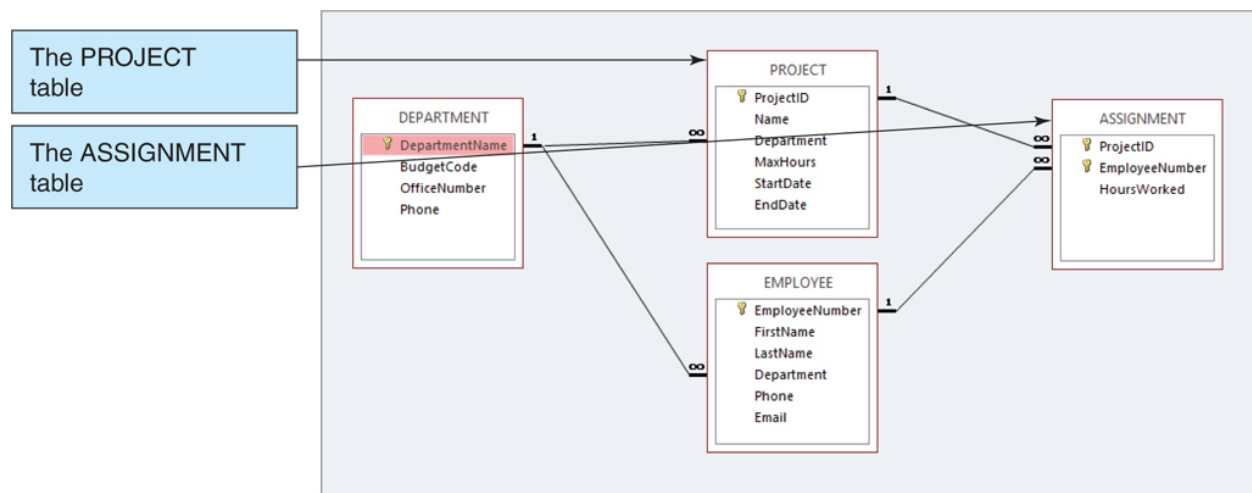 The PROJECT
table
The ASSIGNMENT
table
DEPARTMENT
DepartmentName
BudgetCode
OfficeNumber
Phone
1
∞
PROJECT
ProjectID
Name
Department
MaxHours
StartDate
EndDate
1
∞
EMPLOYEE
EmployeeNumber
FirstName
LastName
Department
Phone
Email
1
∞
∞
ASSIGNMENT
ProjectID
EmployeeNumber
HoursWorked